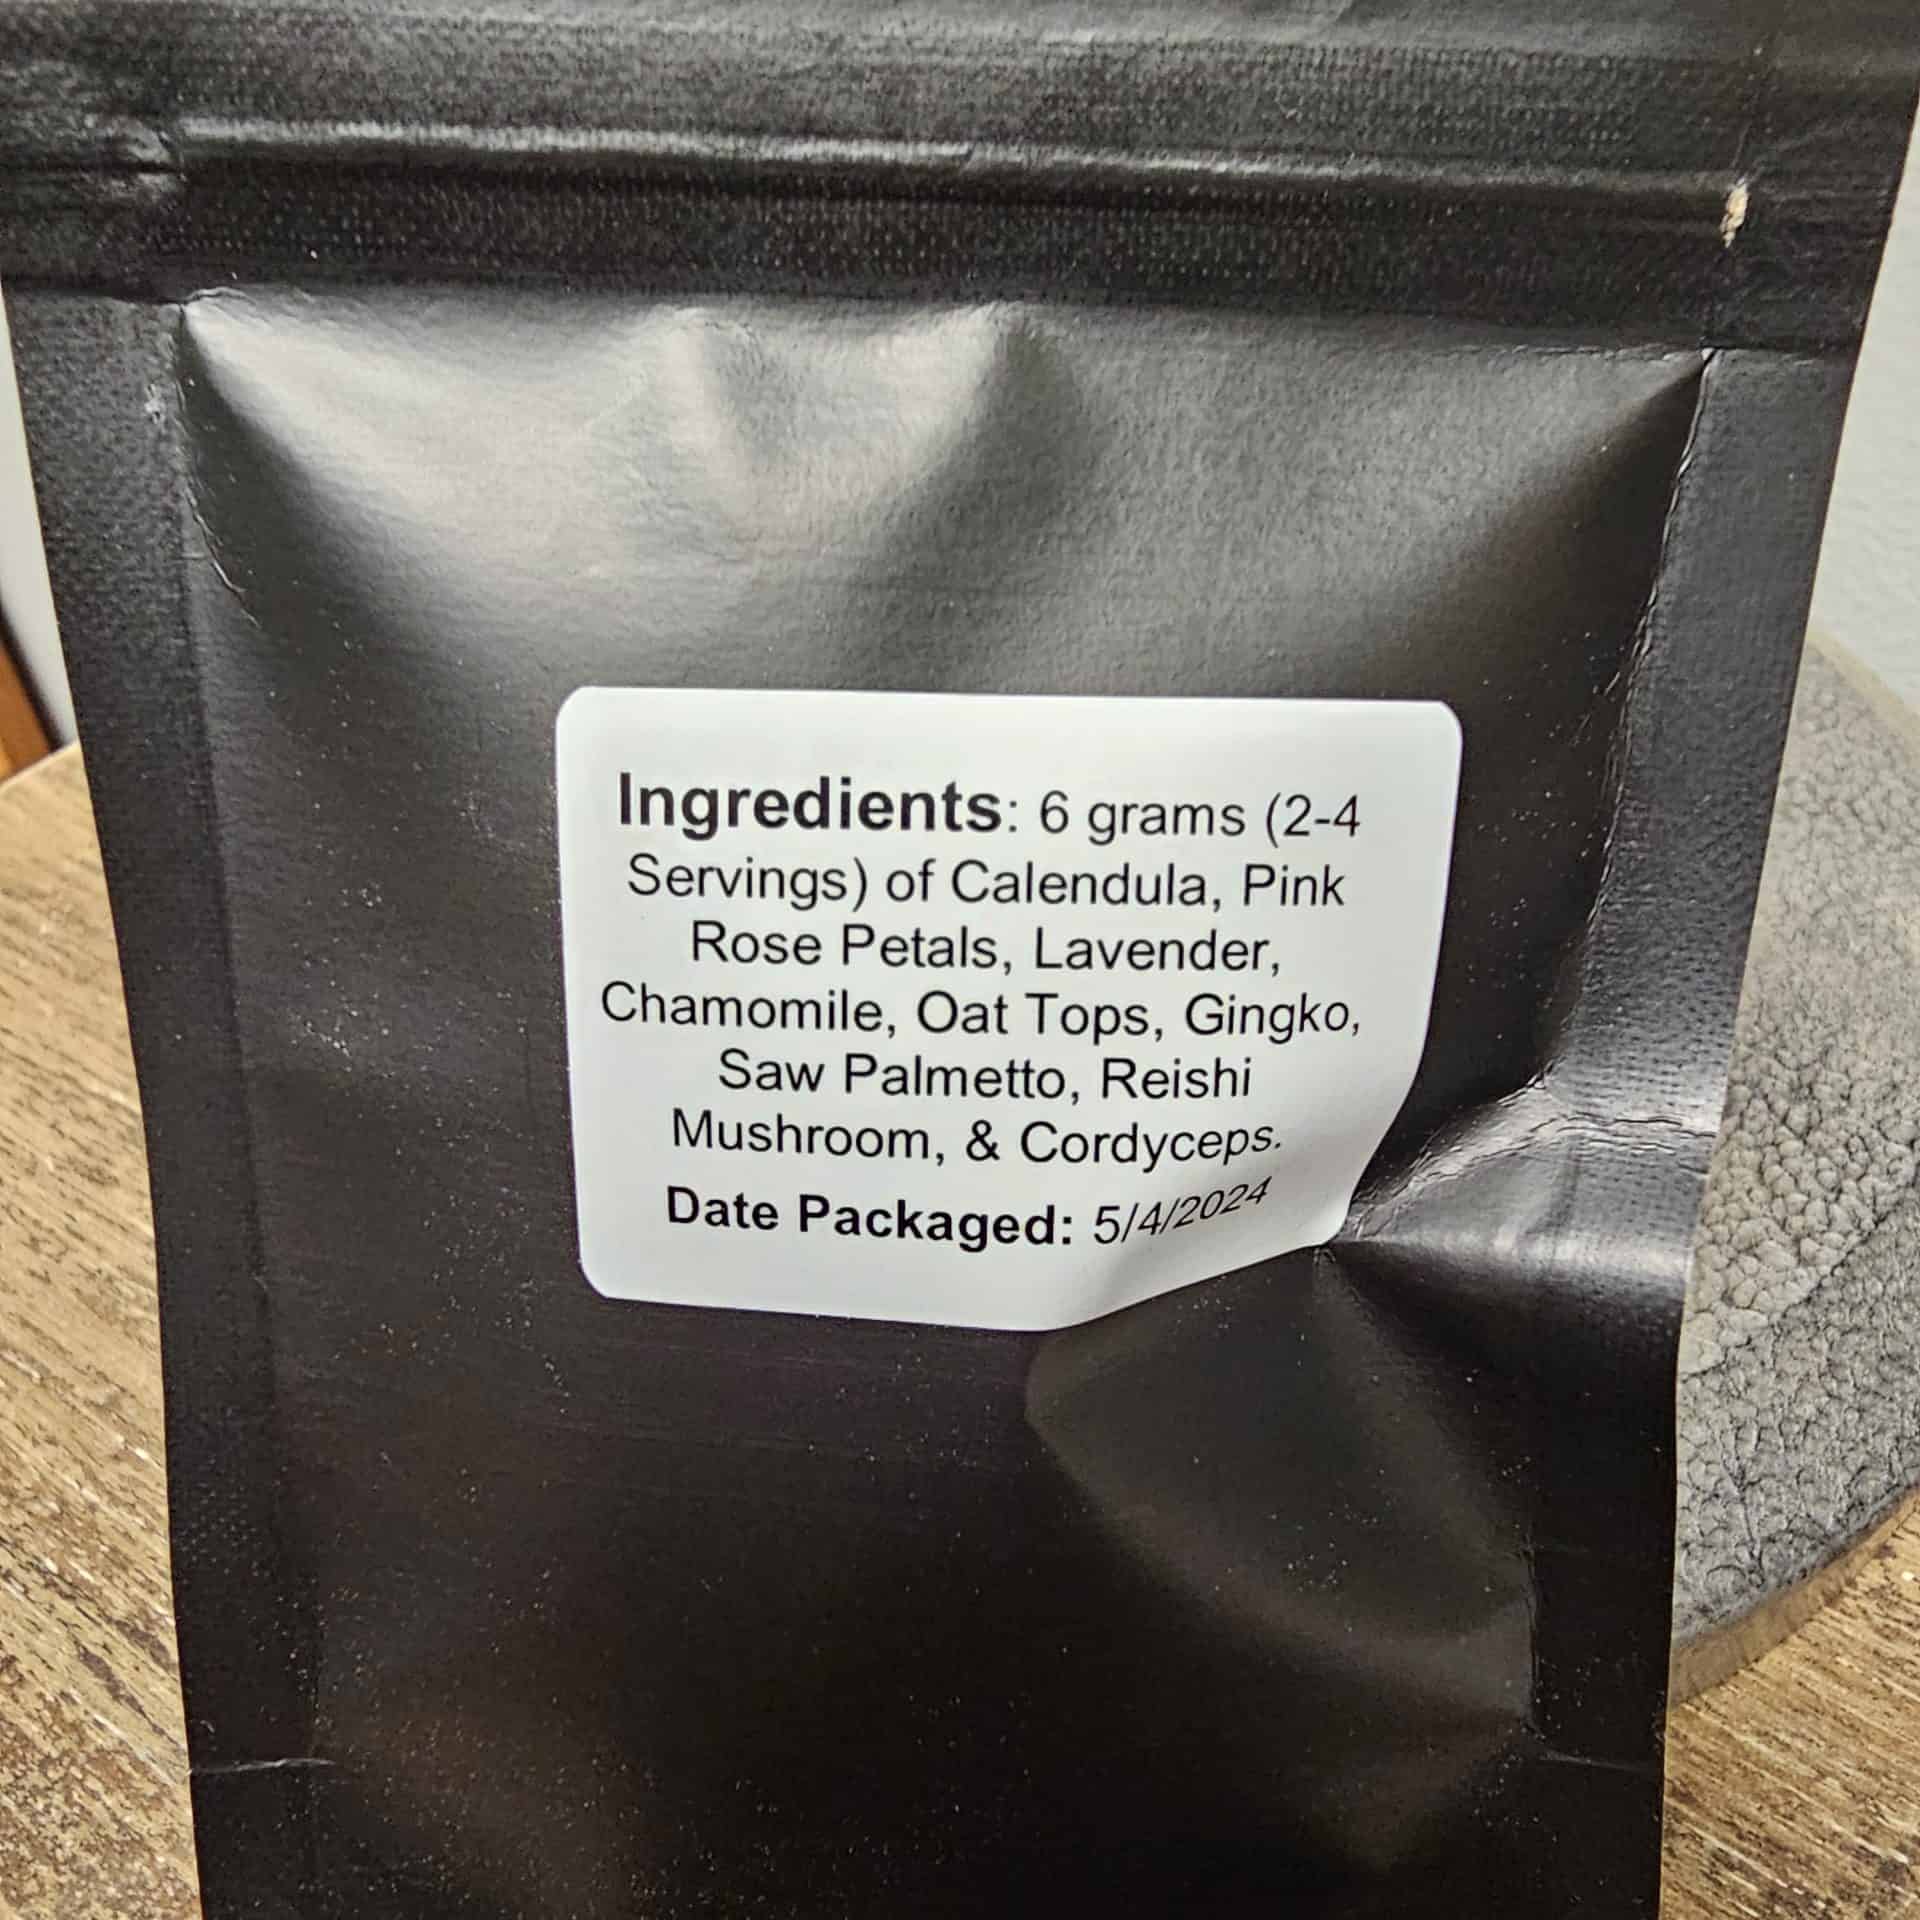 Ingredients: 6 grams (2-4
Servings) of Calendula, Pink
Rose Petals, Lavender,
Chamomile, Oat Tops, Gingko,
Saw Palmetto, Reishi
Mushroom, & Cordyceps.
Date Packaged: 5/4/2024